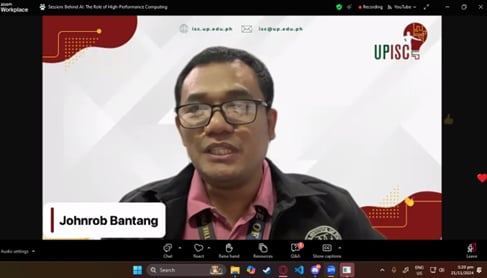 zoom
Workplace
Session: Behind AI: The Role of High-Performance Computing
Recording
YouTube
isc.up.edu.ph
isc@up.edu.ph
UPISC
Johnrob Bantang
Audio settings
Chat
React
Raise hand
Resources
Q&A
Show captions
Leave
Search
ENG
US
5:20 pm
25/11/2024